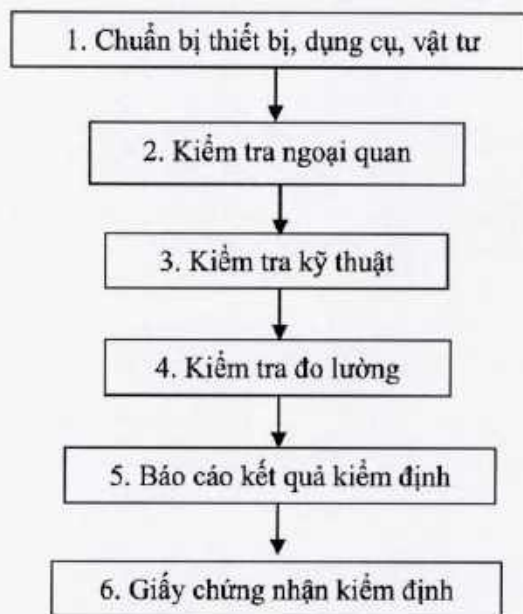 1. Chuẩn bị thiết bị, dụng cụ, vật tư
2. Kiểm tra ngoại quan
3. Kiểm tra kỹ thuật
4. Kiểm tra đo lường
5. Báo cáo kết quả kiểm định
6. Giấy chứng nhận kiểm định